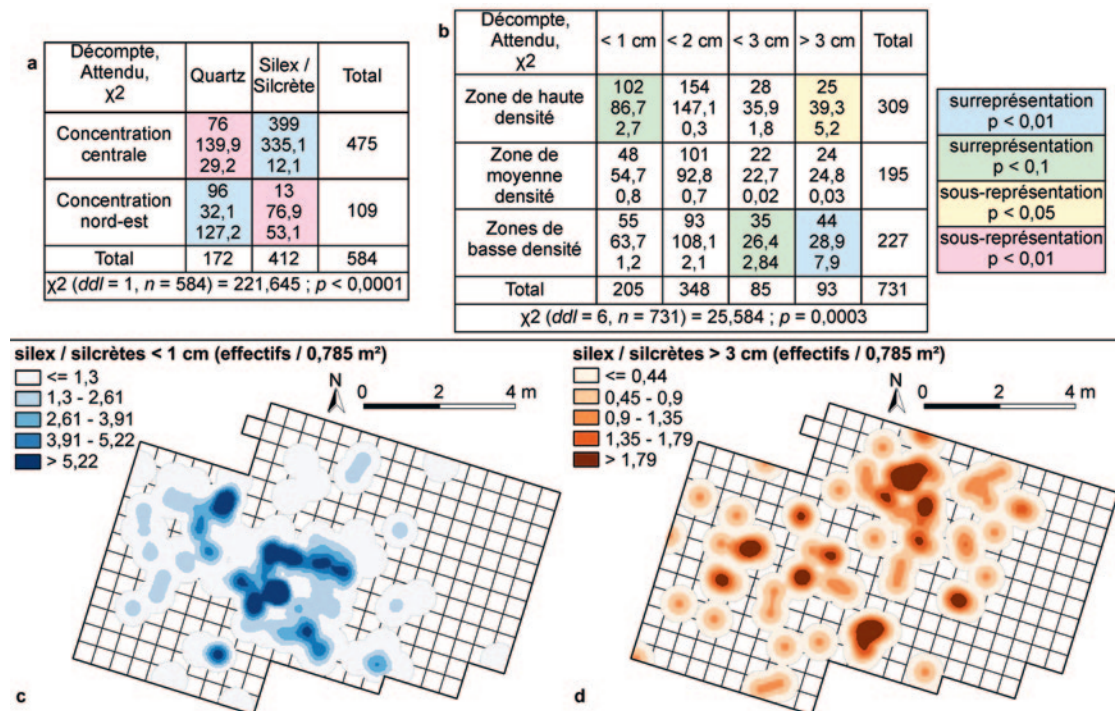 a
Décompte,
Attendu,
χ2
Quartz
Silex /
Silcrète
Total
Concentration
centrale
76
139,9
29,2
399
335,1
12,1
475
Concentration
nord-est
96
32,1
127,2
13
76,9
53,1
109
Total
172
412
584
χ2 (ddl = 1, n = 584) = 221,645 ; p < 0,0001
b
Décompte,
Attendu,
χ2
< 1 cm
< 2 cm
< 3 cm
> 3 cm
Total
Zone de haute
densité
102
86,7
2,7
154
147,1
0,3
28
35,9
1,8
25
39,3
5,2
309
Zone de
moyenne
densité
48
54,7
0,8
101
92,8
0,7
22
22,7
0,02
24
24,8
0,03
195
Zones de
basse densité
55
63,7
1,2
93
108,1
2,1
35
26,4
2,84
44
28,9
7,9
227
Total
205
348
85
93
731
χ2 (ddl = 6, n = 731) = 25,584 ; p = 0,0003
surreprésentation
p < 0,01
surreprésentation
p < 0,1
sous-représentation
p < 0,05
sous-représentation
p < 0,01
silex / silcrètes < 1 cm (effectifs / 0,785 m²)
<= 1,3
1,3 - 2,61
2,61 - 3,91
3,91 - 5,22
> 5,22
N
0 2 4 m
c
silex / silcrètes > 3 cm (effectifs / 0,785 m²)
<= 0,44
0,45 - 0,9
0,9 - 1,35
1,35 - 1,79
> 1,79
N
0 2 4 m
d